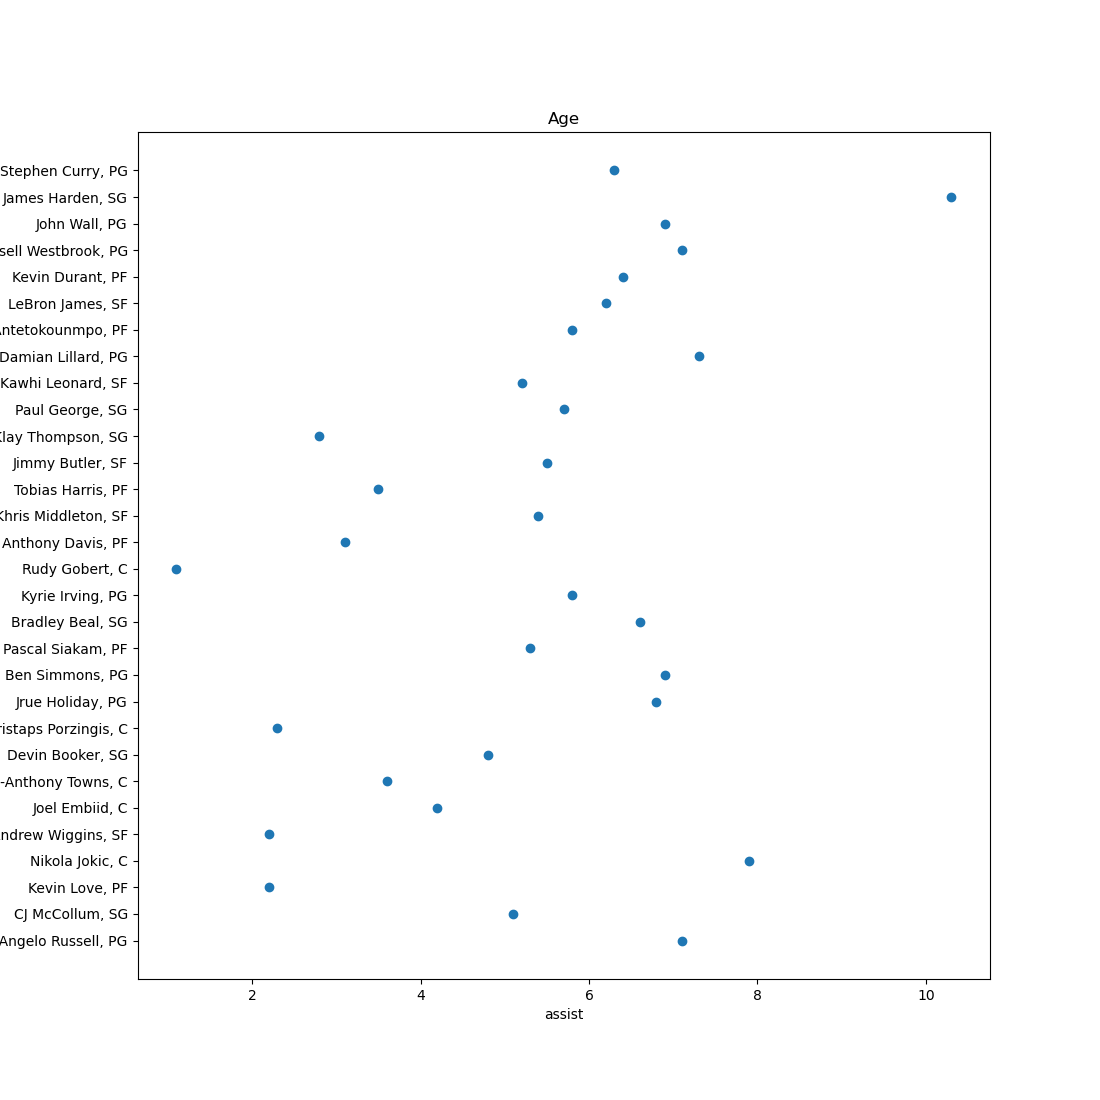 Age
Stephen Curry, PG
James Harden, SG
John Wall, PG
sell Westbrook, PG
Kevin Durant, PF
LeBron James, SF
Antetokounmpo, PF
Damian Lillard, PG
Kawhi Leonard, SF
Paul George, SG
Klay Thompson, SG
Jimmy Butler, SF
Tobias Harris, PF
Khris Middleton, SF
Anthony Davis, PF
Rudy Gobert, C
Kyrie Irving, PG
Bradley Beal, SG
Pascal Siakam, PF
Ben Simmons, PG
Jrue Holiday, PG
ristaps Porzingis, C
Devin Booker, SG
-Anthony Towns, C
Joel Embiid, C
ndrew Wiggins, SF
Nikola Jokic, C
Kevin Love, PF
CJ McCollum, SG
Angelo Russell, PG
2 4 6 8 10
assist